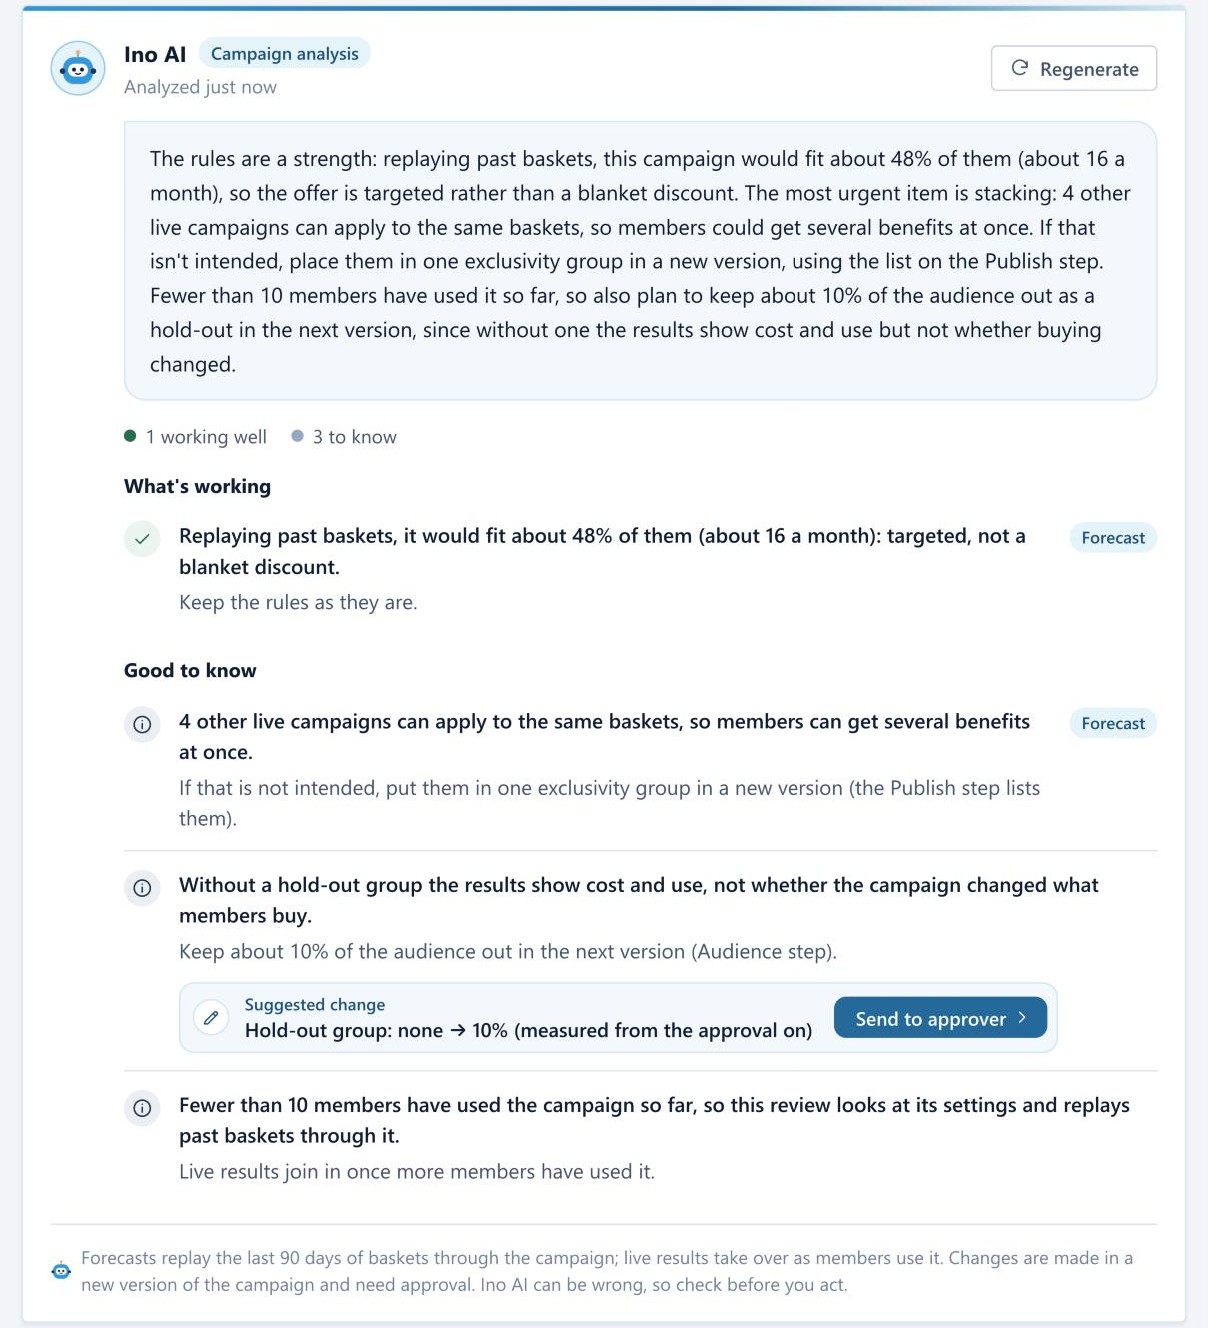 Ino AI
Campaign analysis
Analyzed just now
Regenerate
The rules are a strength: replaying past baskets, this campaign would fit about 48% of them (about 16 a
month), so the offer is targeted rather than a blanket discount. The most urgent item is stacking: 4 other
live campaigns can apply to the same baskets, so members could get several benefits at once. If that
isn't intended, place them in one exclusivity group in a new version, using the list on the Publish step.
Fewer than 10 members have used it so far, so also plan to keep about 10% of the audience out as a
hold-out in the next version, since without one the results show cost and use but not whether buying
changed.
1 working well
3 to know
What's working
Replaying past baskets, it would fit about 48% of them (about 16 a month): targeted, not a
blanket discount.
Forecast
Keep the rules as they are.
Good to know
4 other live campaigns can apply to the same baskets, so members can get several benefits
at once.
Forecast
If that is not intended, put them in one exclusivity group in a new version (the Publish step lists
them).
Without a hold-out group the results show cost and use, not whether the campaign changed what
members buy.
Keep about 10% of the audience out in the next version (Audience step).
Suggested change
Hold-out group: none → 10% (measured from the approval on)
Send to approver
Fewer than 10 members have used the campaign so far, so this review looks at its settings and replays
past baskets through it.
Live results join in once more members have used it.
Forecasts replay the last 90 days of baskets through the campaign; live results take over as members use it. Changes are made in a
new version of the campaign and need approval. Ino AI can be wrong, so check before you act.